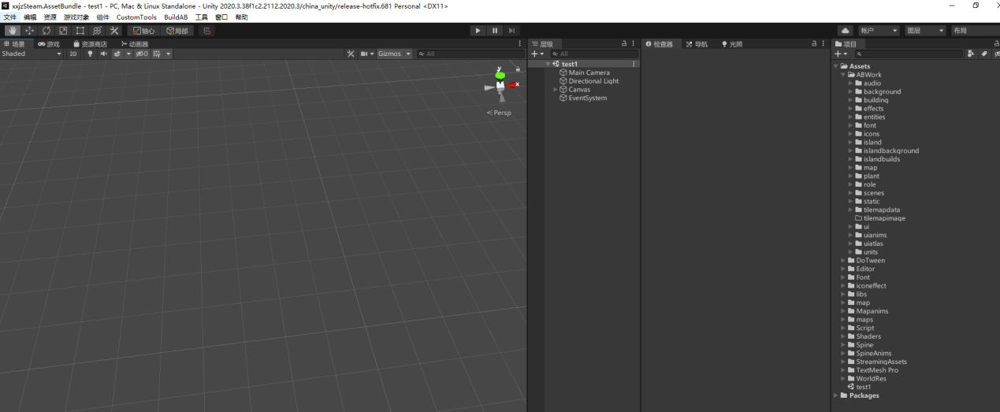 xxjzSteam.AssetBundle - test1 - PC, Mac & Linux Standalone - Unity 2020.3.38f1c2.2112.2020.3/china_unity/release-hotfix.681 Personal <DX11>
文件 编辑 资源 游戏对象 组件 CustomTools BuildAB 工具 窗口 帮助
轴心 局部 帐户 图层 布局
场景 游戏 资源商店 动画器
Shaded 2D 0 Gizmos All
y
x
Persp
层级
All
test1
Main Camera
Directional Light
Canvas
EventSystem
检查器 导航 光照
项目
Assets
ABWork
audio
background
building
effects
entities
font
icons
island
islandbackground
islandbuilds
map
plant
role
scenes
static
tilemapdata
tilemapimage
ui
uianims
uiatlas
units
DoTween
Editor
Font
iconeffect
libs
map
Mapanims
maps
Script
Shaders
Spine
SpineAnims
StreamingAssets
TextMesh Pro
WorldRes
test1
Packages